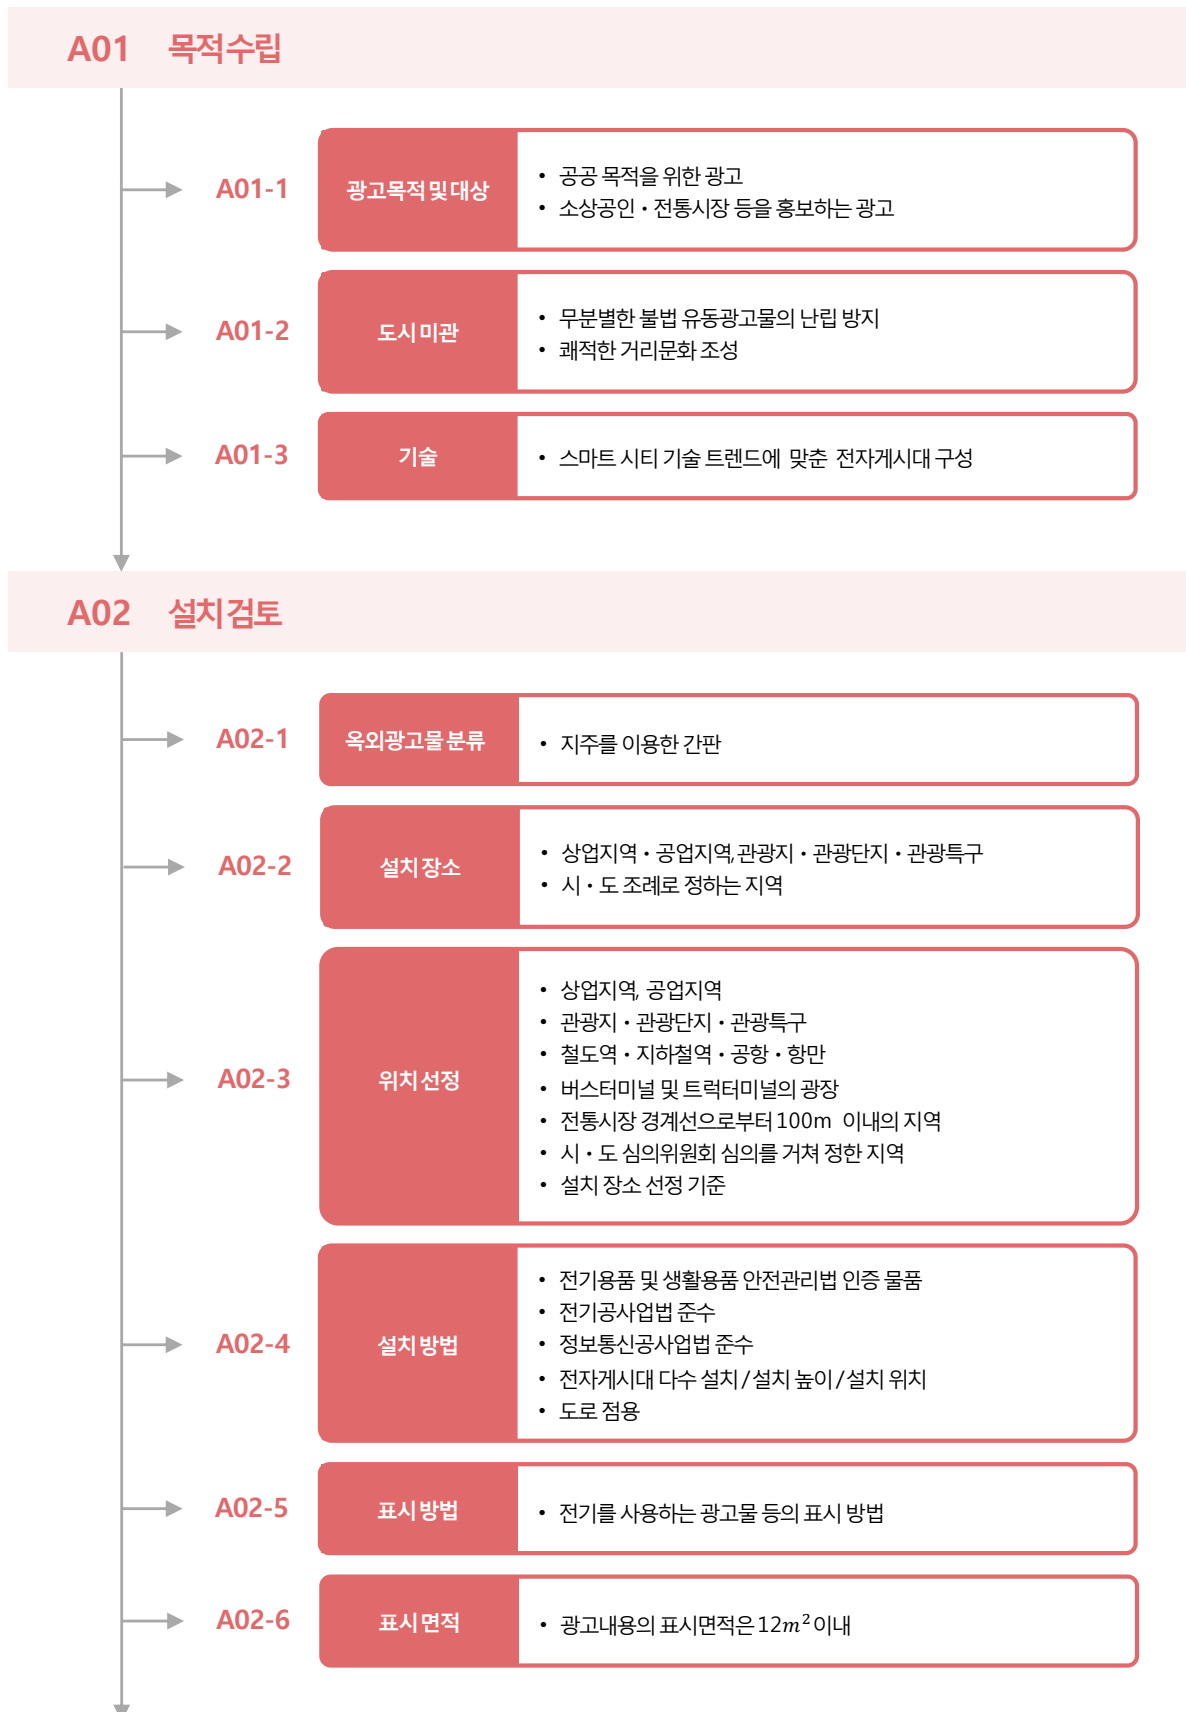 A01 목적 수립
A01-1 광고목적 및 대상
• 공공 목적을 위한 광고
• 소상공인・전통시장 등을 홍보하는 광고
A01-2 도시 미관
• 무분별한 불법 유동광고물의 난립 방지
• 쾌적한 거리문화 조성
A01-3 기술
• 스마트 시티 기술 트렌드에 맞춘 전자게시대 구성
A02 설치 검토
A02-1 옥외광고물 분류
• 지주를 이용한 간판
A02-2 설치 장소
• 상업지역・공업지역, 관광지・관광단지・관광특구
• 시・도 조례로 정하는 지역
A02-3 위치 선정
• 상업지역, 공업지역
• 관광지・관광단지・관광특구
• 철도역・지하철역・공항・항만
• 버스터미널 및 트럭터미널의 광장
• 전통시장 경계선으로부터 100m 이내의 지역
• 시・도 심의위원회 심의를 거쳐 정한 지역
• 설치 장소 선정 기준
A02-4 설치 방법
• 전기용품 및 생활용품 안전관리법 인증 물품
• 전기공사업법 준수
• 정보통신공사업법 준수
• 전자게시대 다수 설치/설치 높이/설치 위치
• 도로 점용
A02-5 표시 방법
• 전기를 사용하는 광고물 등의 표시 방법
A02-6 표시 면적
• 광고내용의 표시면적은 12m² 이내